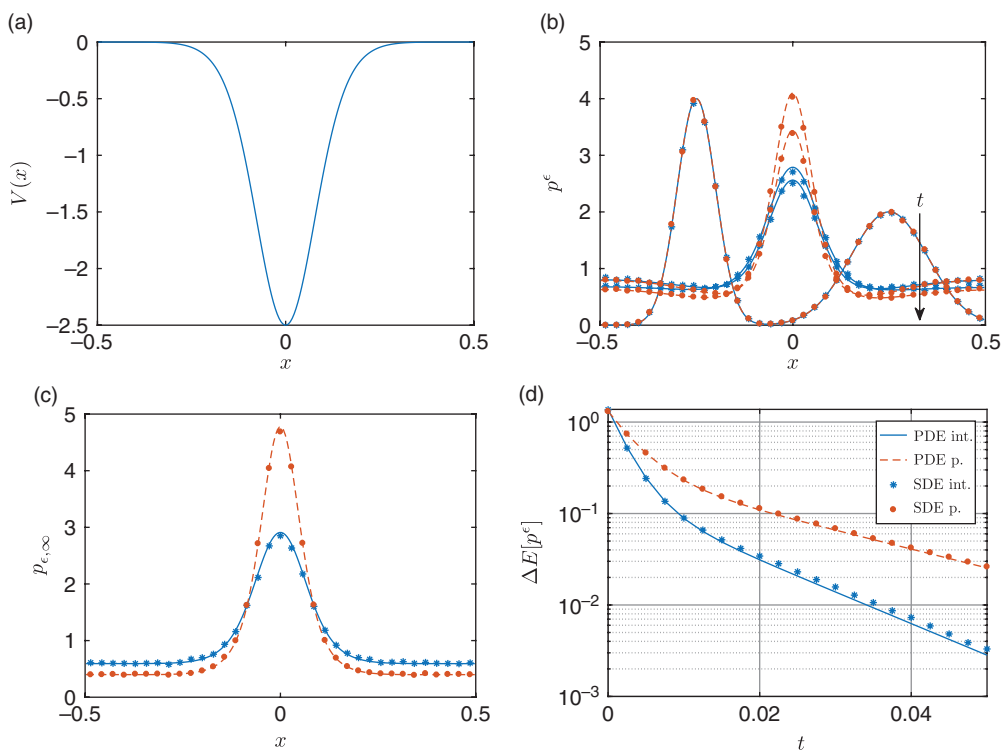 (a)
0
−0.5
−1
−1.5
−2
−2.5
V(x)
−0.5
0
0.5
x
(b)
5
4
3
2
1
0
p^ϵ
t
−0.5
0
0.5
x
(c)
5
4
3
2
1
0
p_{ϵ,∞}
−0.5
0
0.5
x
(d)
10^0
10^{−1}
10^{−2}
10^{−3}
ΔE[p^ϵ]
PDE int.
PDE p.
SDE int.
SDE p.
0
0.02
0.04
t